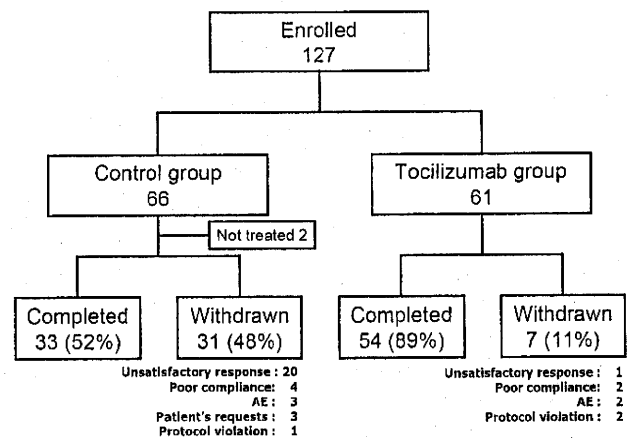 Enrolled
127
Control group
66
Tocilizumab group
61
Not treated 2
Completed
33 (52%)
Withdrawn
31 (48%)
Completed
54 (89%)
Withdrawn
7 (11%)
Unsatisfactory response : 20
Poor compliance: 4
AE : 3
Patient's requests : 3
Protocol violation : 1
Unsatisfactory response : 1
Poor compliance: 2
AE : 2
Protocol violation : 2